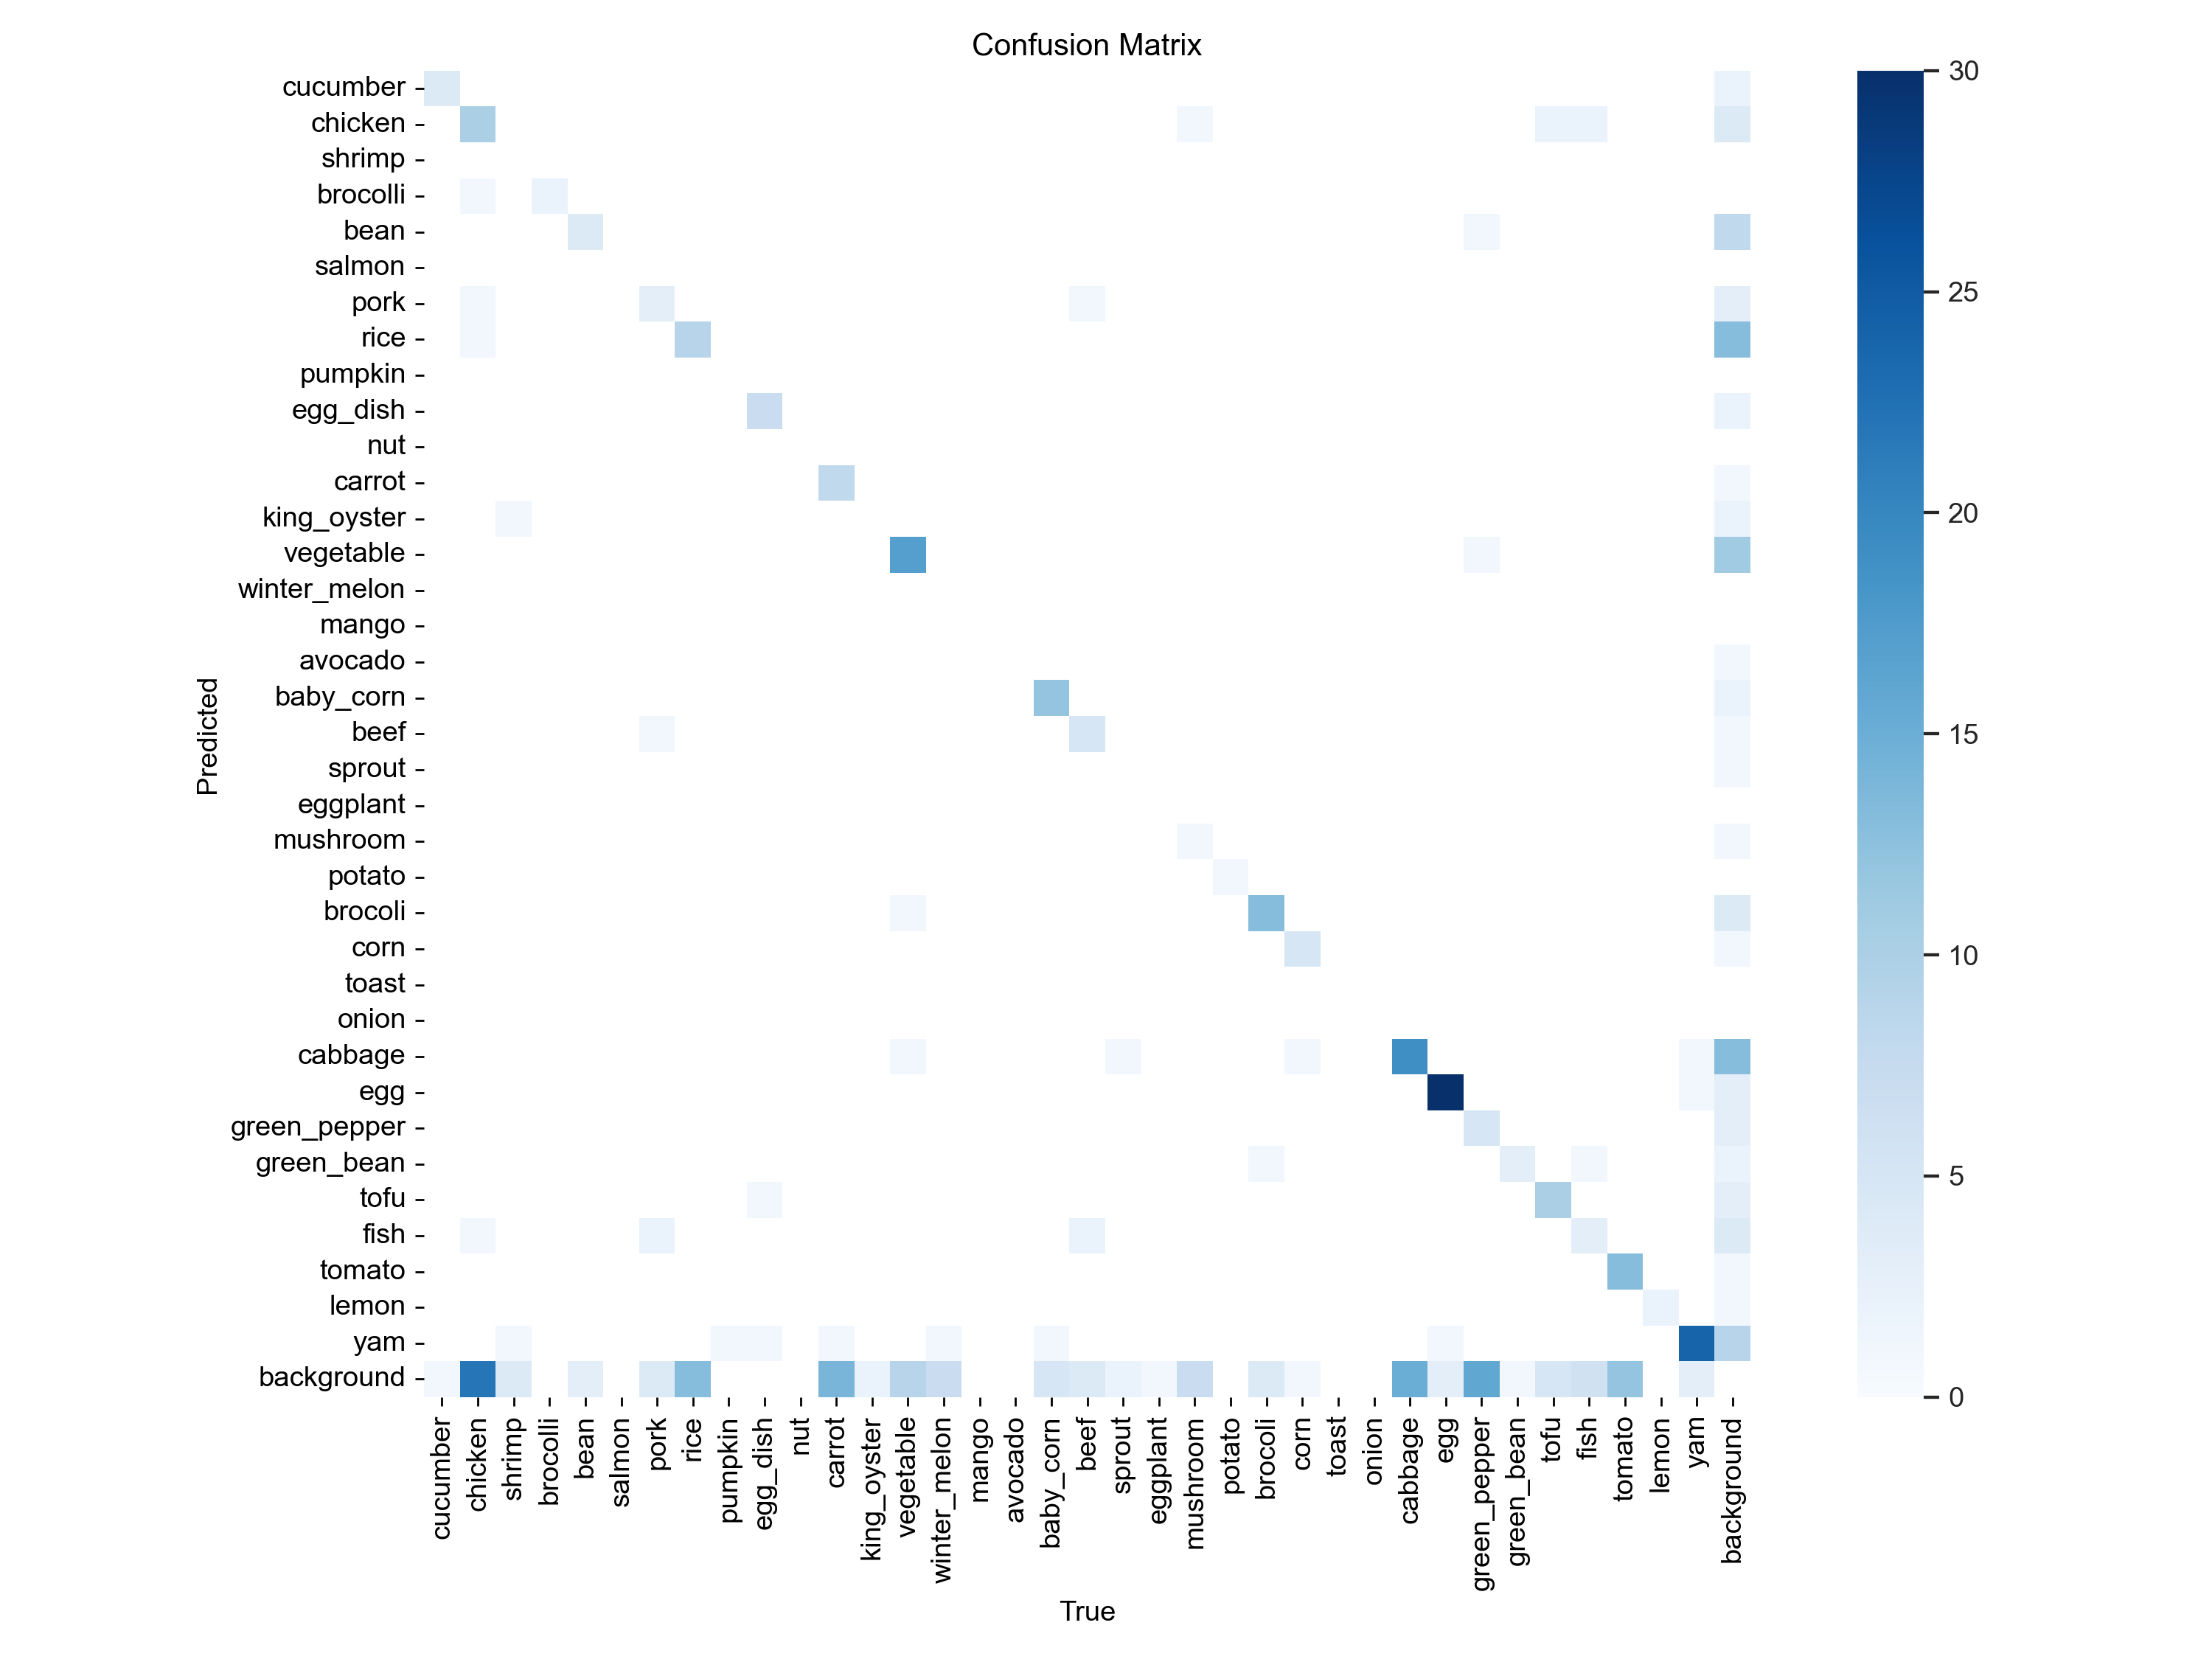 Confusion Matrix
Predicted
cucumber
chicken
shrimp
brocolli
bean
salmon
pork
rice
pumpkin
egg_dish
nut
carrot
king_oyster
vegetable
winter_melon
mango
avocado
baby_corn
beef
sprout
eggplant
mushroom
potato
brocoli
corn
toast
onion
cabbage
egg
green_pepper
green_bean
tofu
fish
tomato
lemon
yam
background
cucumber
chicken
shrimp
brocolli
bean
salmon
pork
rice
pumpkin
egg_dish
nut
carrot
king_oyster
vegetable
winter_melon
mango
avocado
baby_corn
beef
sprout
eggplant
mushroom
potato
brocoli
corn
toast
onion
cabbage
egg
green_pepper
green_bean
tofu
fish
tomato
lemon
yam
background
True
30
25
20
15
10
5
0